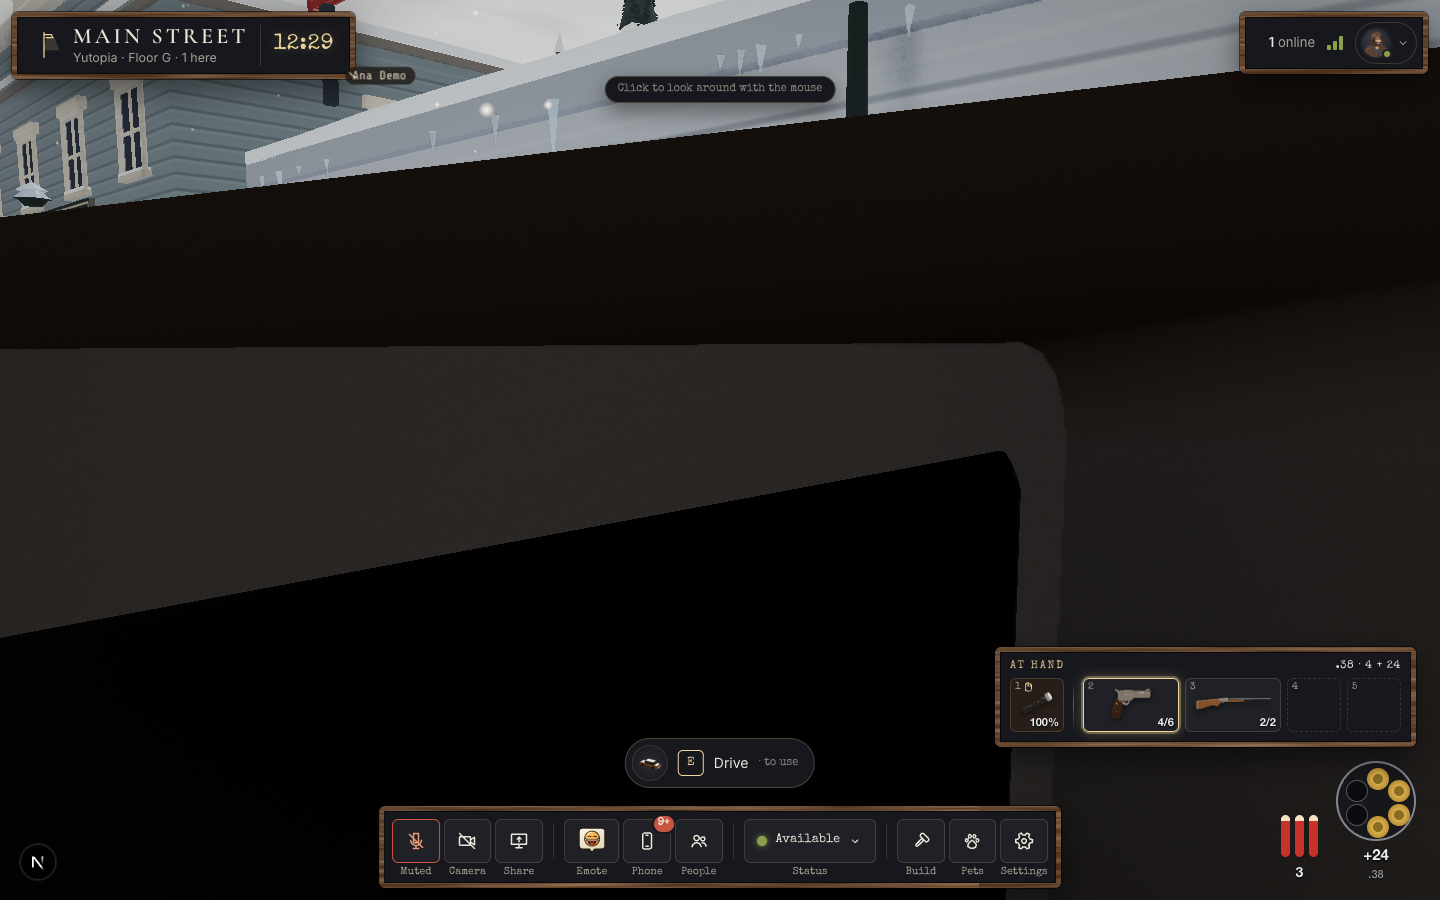 MAIN STREET
Yutopia · Floor G · 1 here
12:29
1 online
Ana Demo
Click to look around with the mouse
AT HAND
.38 · 4 + 24
1
100%
2
4/6
3
2/2
4
5
E
Drive · to use
9+
Available
Muted
Camera
Share
Emote
Phone
People
Status
Build
Pets
Settings
N
3
+24
.38